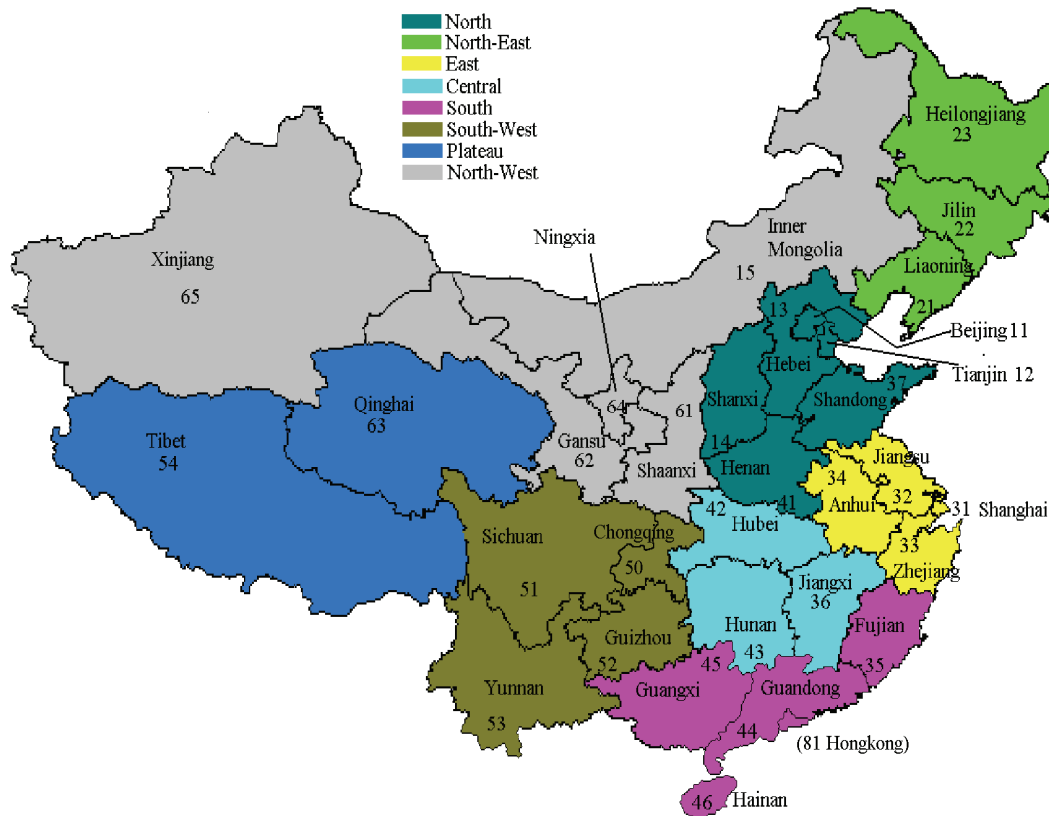 North
North-East
East
Central
South
South-West
Plateau
North-West
Heilongjiang
23
Jilin
22
Liaoning
21
Inner
Mongolia
15
Ningxia
Xinjiang
65
13
Beijing 11
Tianjin 12
Hebei
Shanxi
14
37
Shandong
Qinghai
63
64
61
Gansu
62
Shaanxi
Tibet
54
Henan
41
Jiangsu
34
32
Anhui
31 Shanghai
33
Zhejiang
42
Hubei
Sichuan
51
Chongqing
50
Jiangxi
36
Hunan
43
Guizhou
52
Fujian
35
Yunnan
53
45
Guangxi
Guandong
44
(81 Hongkong)
46
Hainan